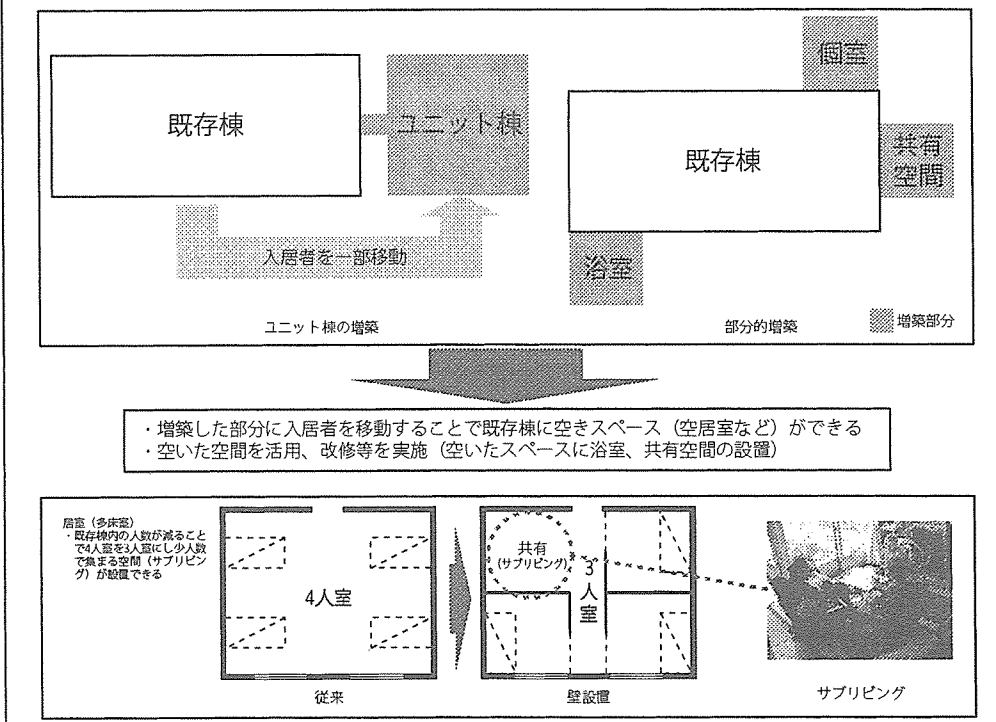 既存棟
ユニット棟
入居者を一部移動
ユニット棟の増築
個室
既存棟
共有
空間
浴室
部分的増築
増築部分
・増築した部分に入居者を移動することで既存棟に空きスペース（空居室など）ができる
・空いた空間を活用、改修等を実施（空いたスペースに浴室、共有空間の設置）
居室（多床室）
・既存棟内の人数が減ること
で4人室を3人室にし少人数
で集まる空間（サブリビン
グ）が設置できる
4人室
従来
共有
(サブリビング)
3人室
壁設置
サブリビング